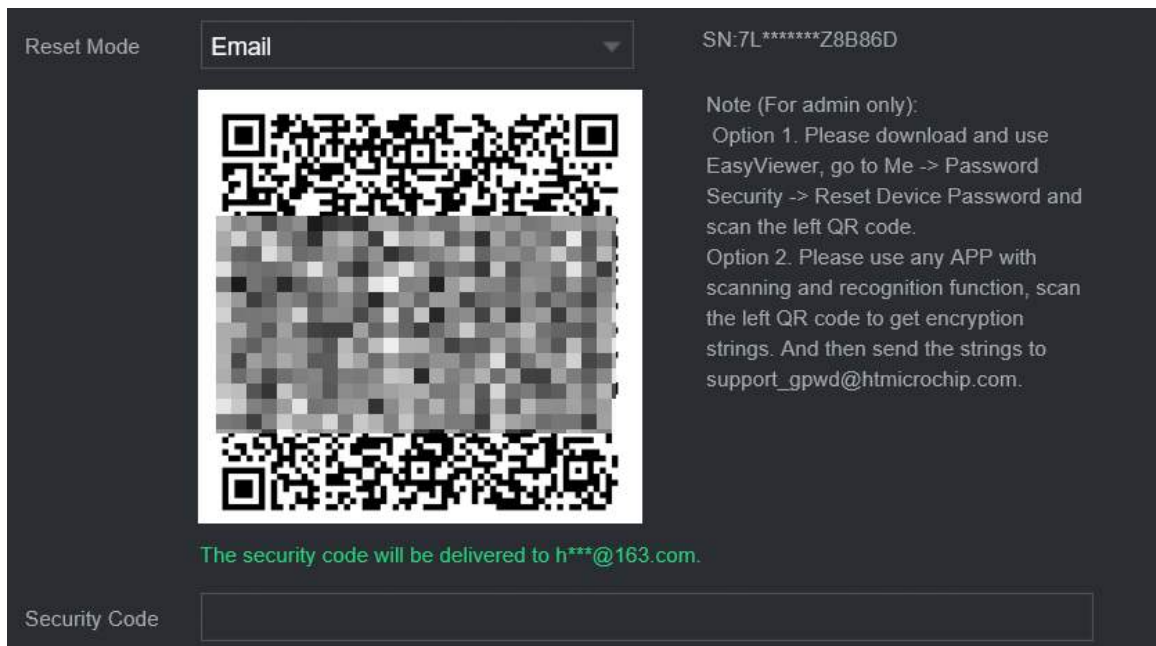 Reset Mode
Email
SN:7L*******Z8B86D
Note (For admin only):
Option 1. Please download and use
EasyViewer, go to Me -> Password
Security -> Reset Device Password and
scan the left QR code.
Option 2. Please use any APP with
scanning and recognition function, scan
the left QR code to get encryption
strings. And then send the strings to
support_gpwd@htmicrochip.com.
The security code will be delivered to h***@163.com.
Security Code